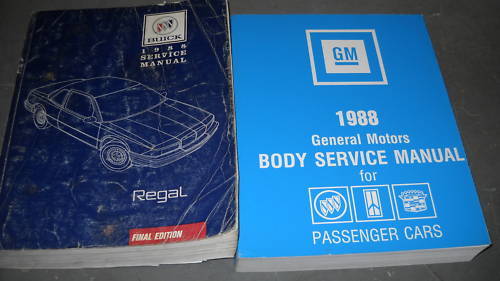 BUICK
1988
SERVICE
MANUAL
Regal
FINAL EDITION
GM
1988
General Motors
BODY SERVICE MANUAL
for
PASSENGER CARS